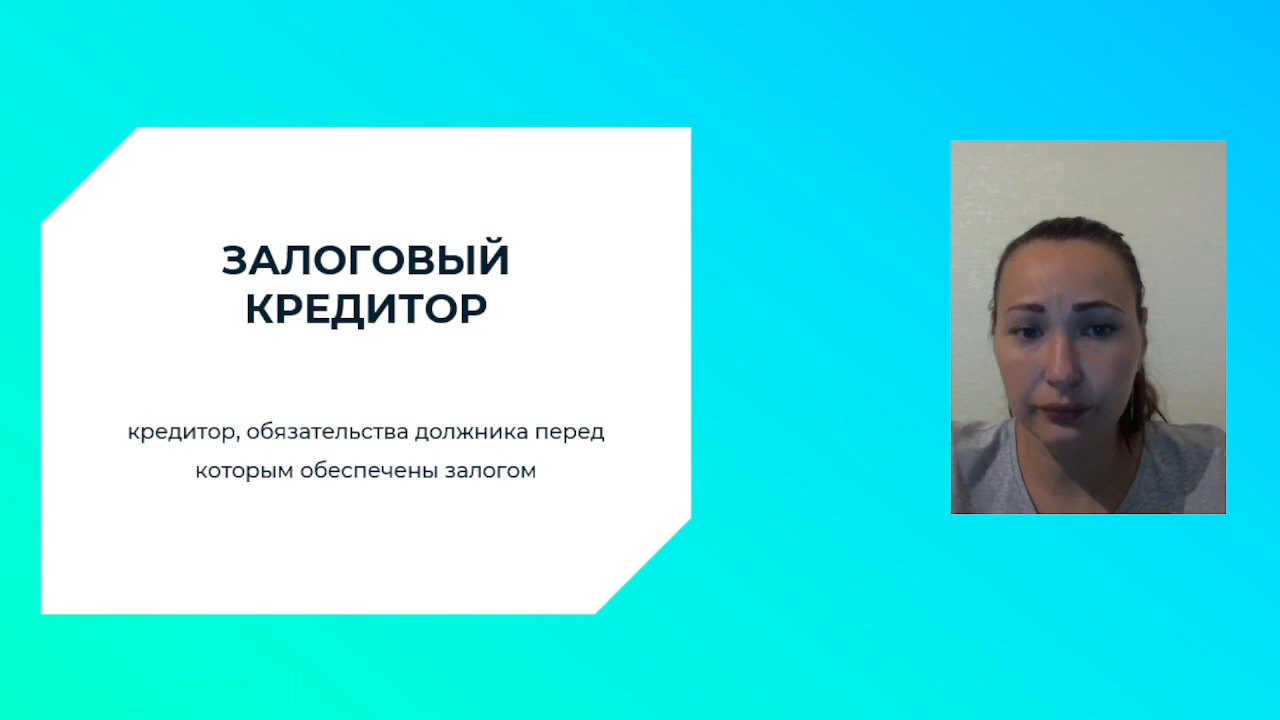 ЗАЛОГОВЫЙ
КРЕДИТОР
кредитор, обязательства должника перед
которым обеспечены залогом